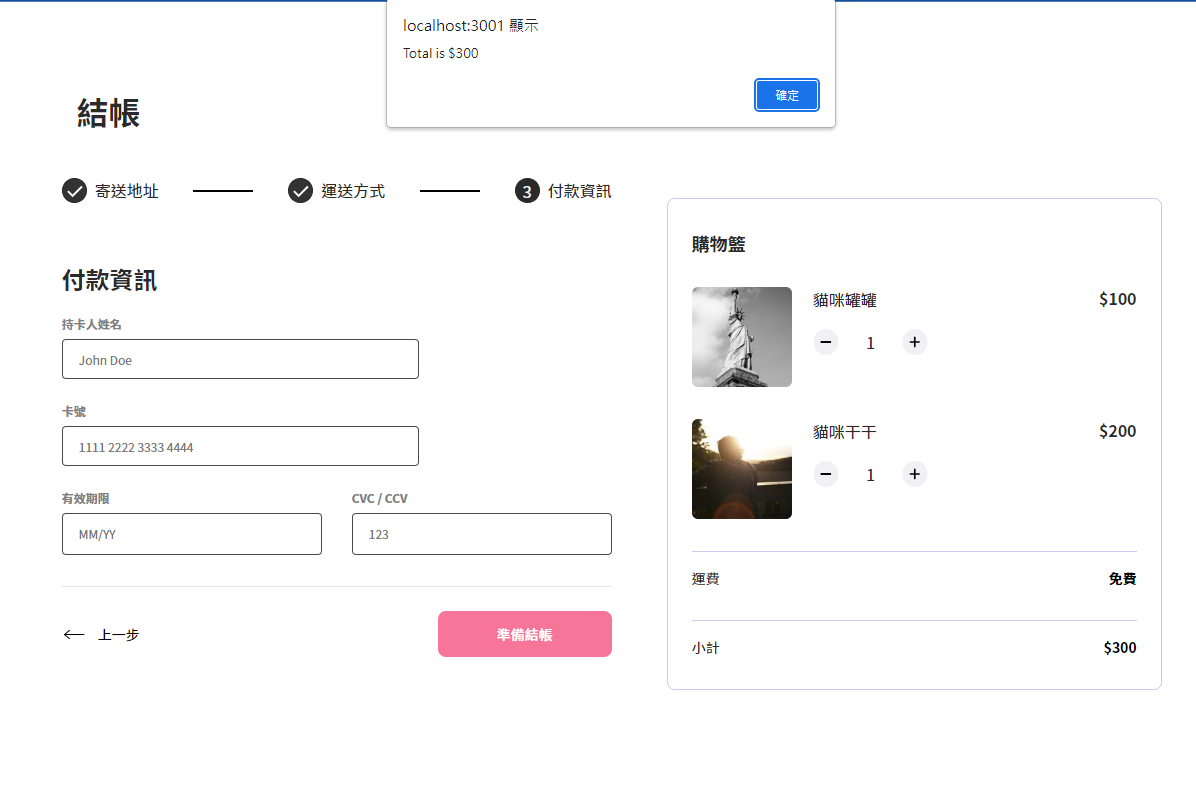 localhost:3001 顯示
Total is $300
確定
結帳
寄送地址
運送方式
3 付款資訊
付款資訊
持卡人姓名
John Doe
卡號
1111 2222 3333 4444
有效期限
CVC / CCV
MM/YY
123
上一步
準備結帳
購物籃
貓咪罐罐
$100
1
貓咪干干
$200
1
運費
免費
小計
$300